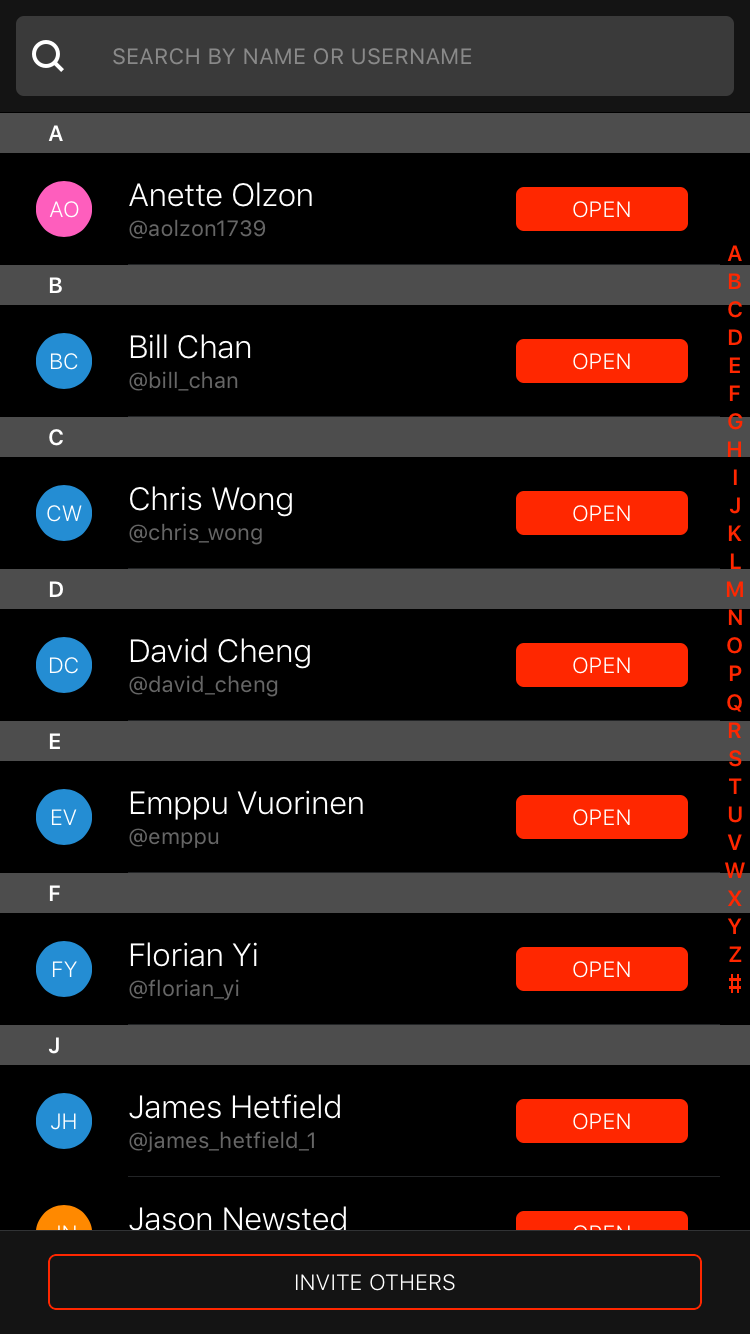 SEARCH BY NAME OR USERNAME
A
AO
Anette Olzon
@aolzon1739
OPEN
B
BC
Bill Chan
@bill_chan
OPEN
C
CW
Chris Wong
@chris_wong
OPEN
D
DC
David Cheng
@david_cheng
OPEN
E
EV
Emppu Vuorinen
@emppu
OPEN
F
FY
Florian Yi
@florian_yi
OPEN
J
JH
James Hetfield
@james_hetfield_1
OPEN
JN
Jason Newsted
OPEN
A
B
C
D
E
F
G
H
I
J
K
L
M
N
O
P
Q
R
S
T
U
V
W
X
Y
Z
#
INVITE OTHERS